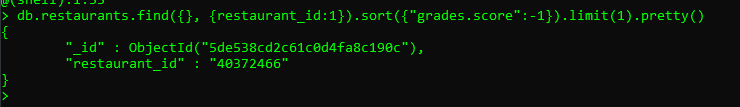 @(shell):1:55
> db.restaurants.find({}, {restaurant_id:1}).sort({"grades.score":-1}).limit(1).pretty()
{
        "_id" : ObjectId("5de538cd2c61c0d4fa8c190c"),
        "restaurant_id" : "40372466"
}
>